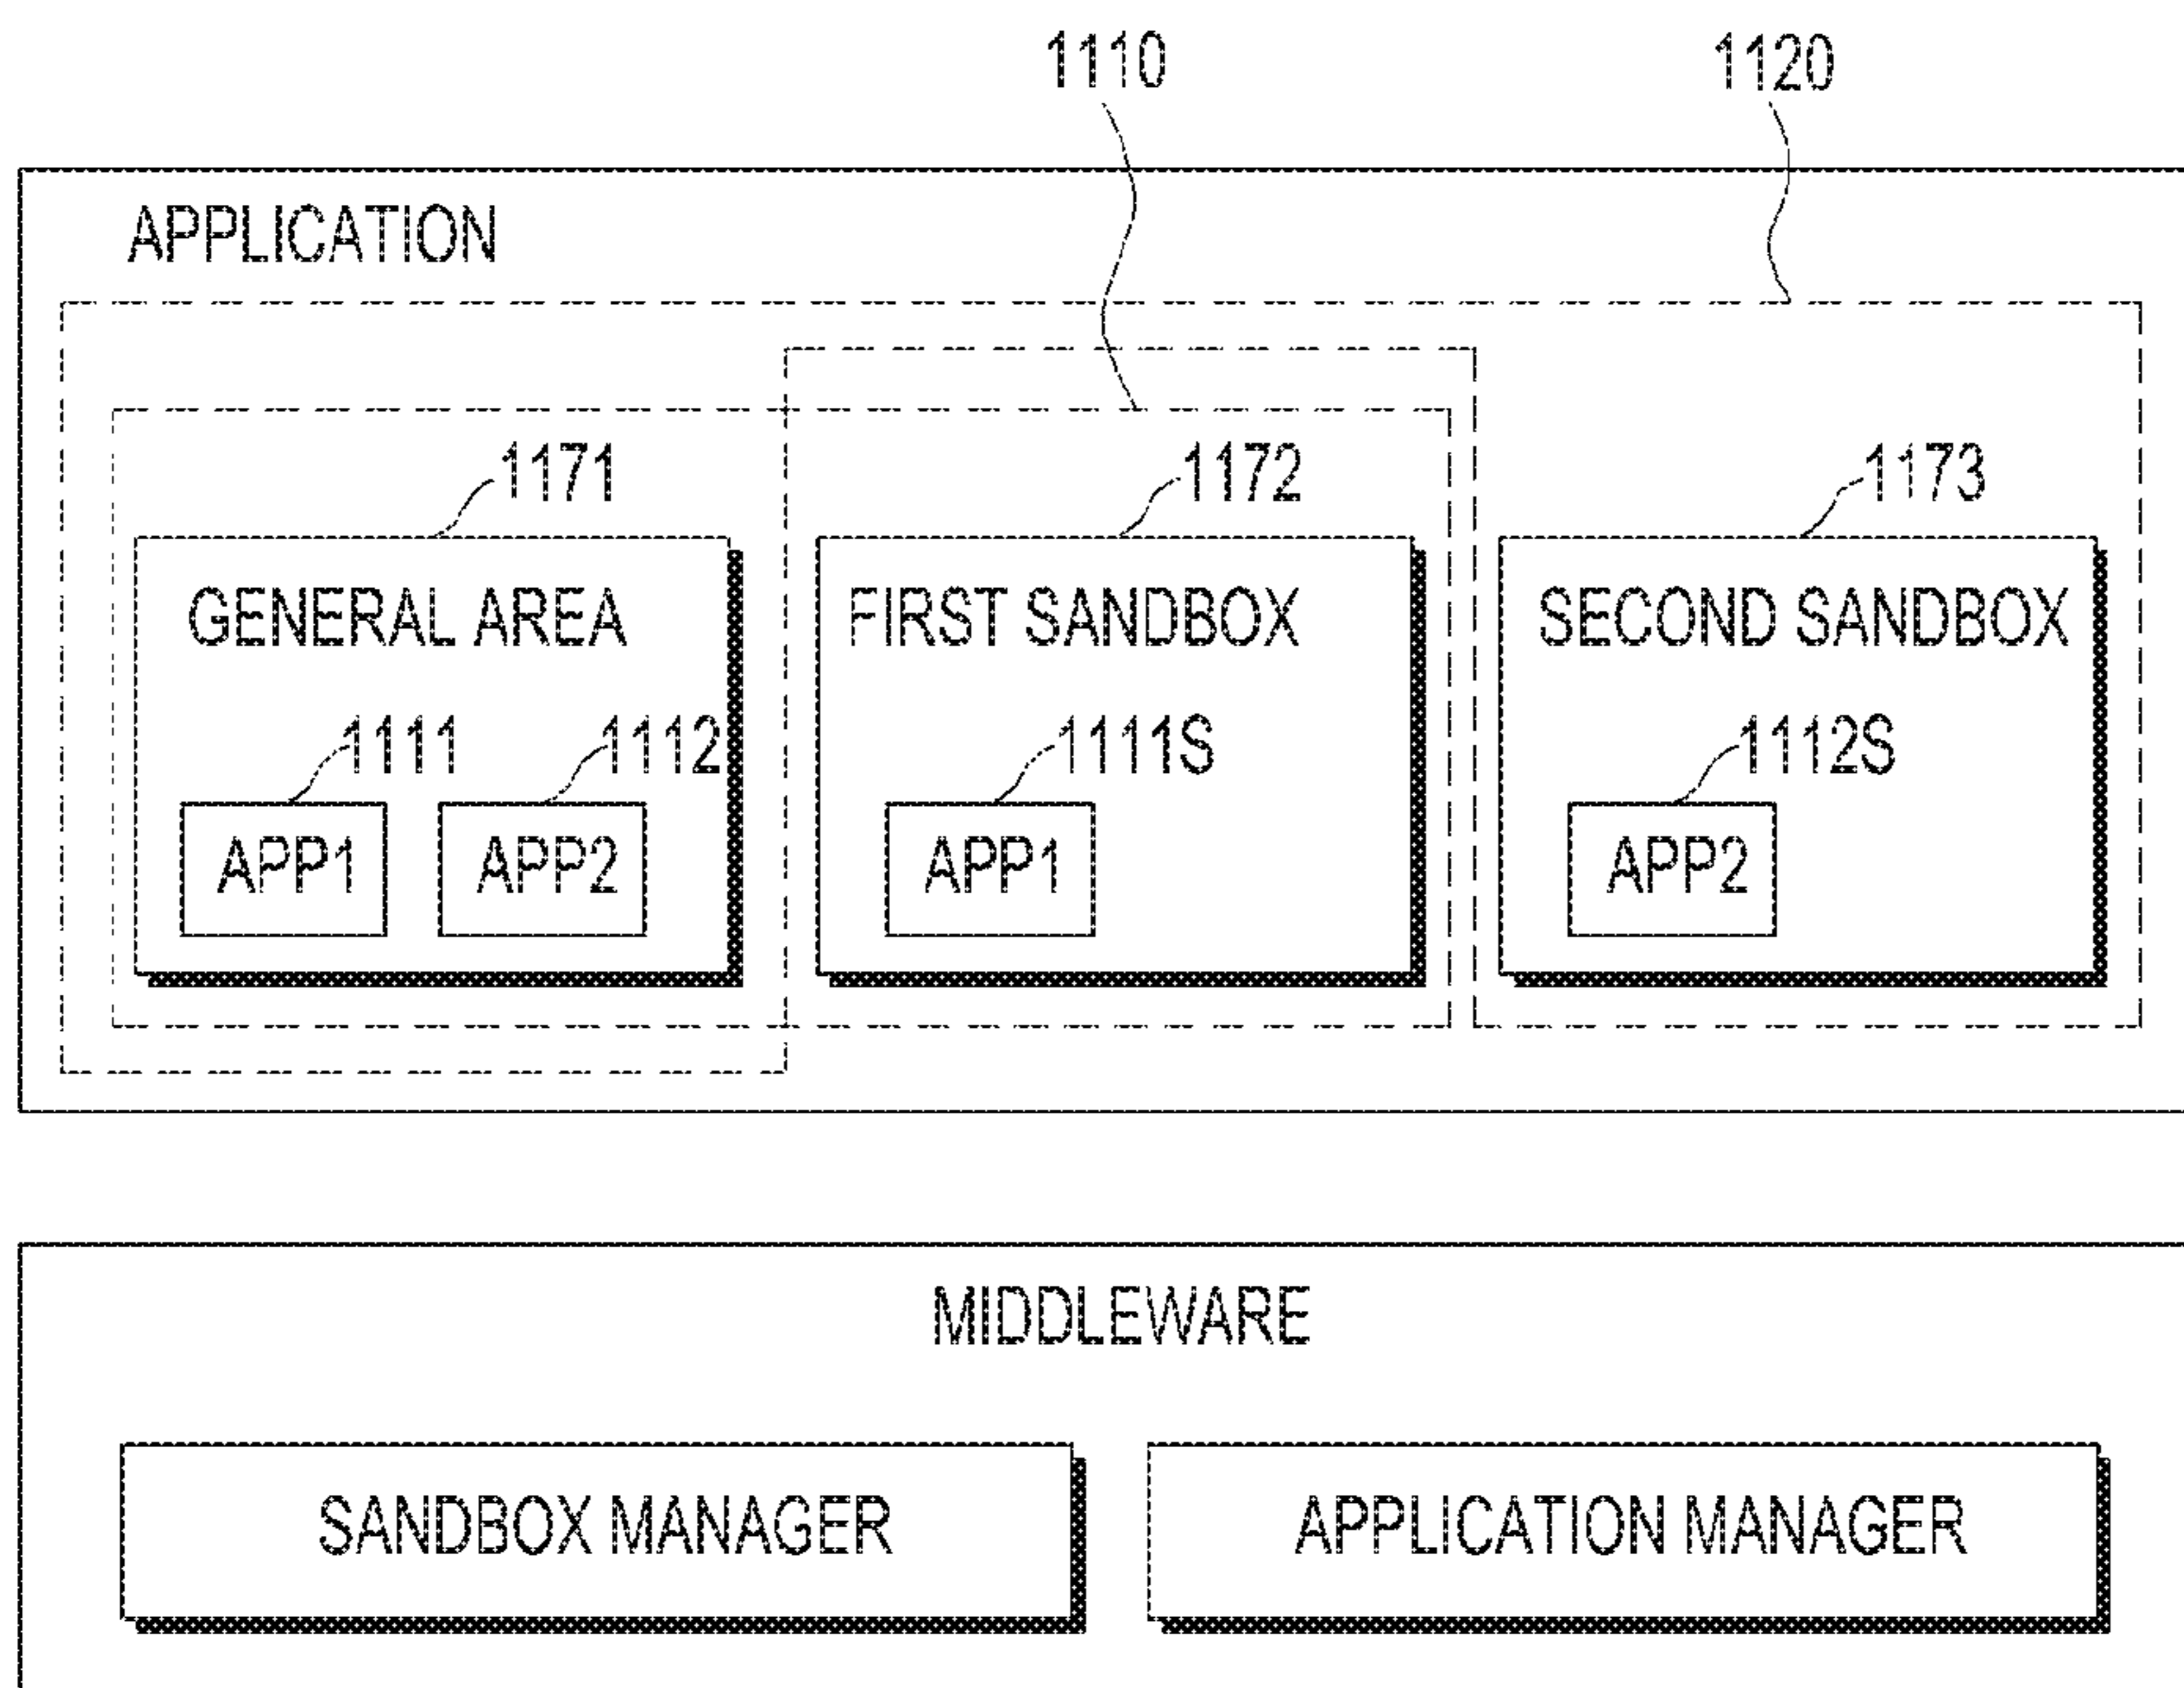 1110 1120
APPLICATION
1171 1172 1173
GENERAL AREA FIRST SANDBOX SECOND SANDBOX
1111 1112 1111S 1112S
APP1 APP2 APP1 APP2
MIDDLEWARE
SANDBOX MANAGER APPLICATION MANAGER